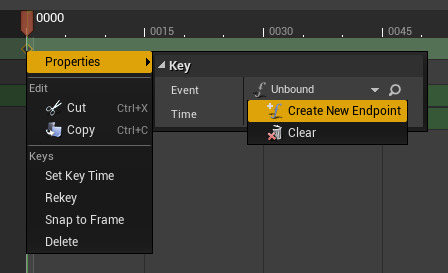 0000
0015
0030
0045
Properties
Key
Edit
Event
Unbound
Cut
Ctrl+X
Time
Create New Endpoint
Copy
Ctrl+C
Clear
Keys
Set Key Time
Rekey
Snap to Frame
Delete